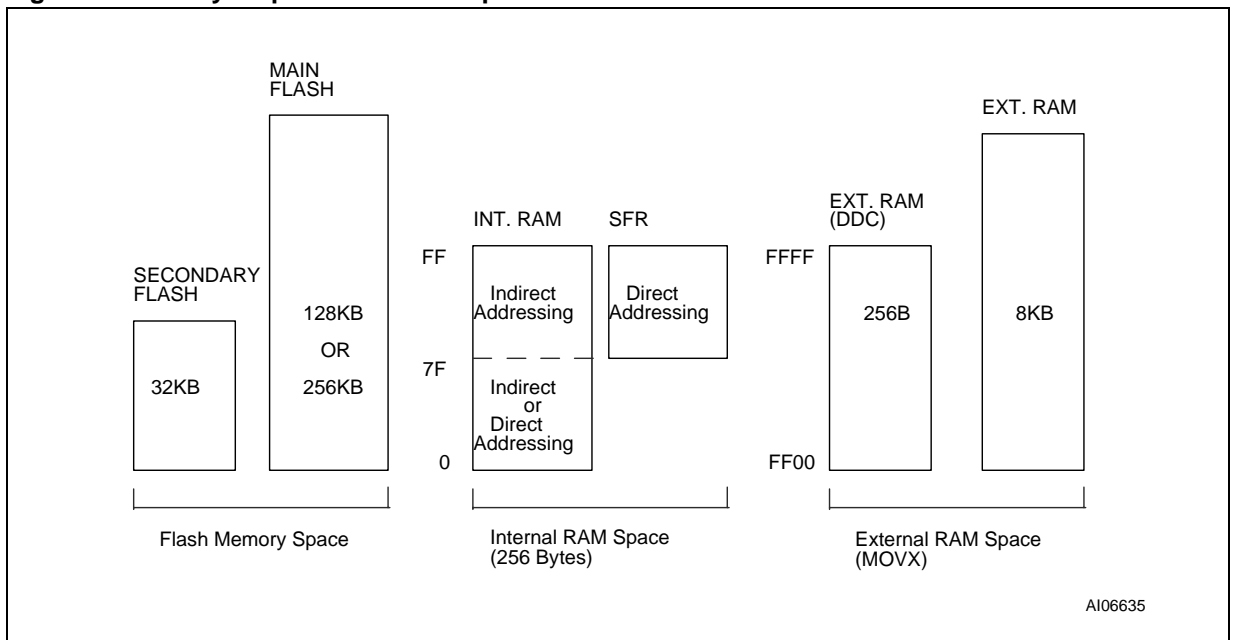 MAIN
FLASH
EXT. RAM
EXT. RAM
(DDC)
INT. RAM
SFR
FF
FFFF
SECONDARY
FLASH
Indirect
Addressing
Direct
Addressing
128KB
OR
256KB
256B
8KB
7F
32KB
Indirect
or
Direct
Addressing
0
FF00
Flash Memory Space
Internal RAM Space
(256 Bytes)
External RAM Space
(MOVX)
AI06635